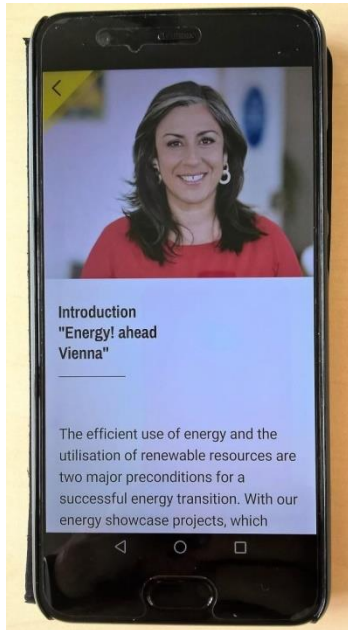 Introduction
"Energy! ahead
Vienna"
The efficient use of energy and the
utilisation of renewable resources are
two major preconditions for a
successful energy transition. With our
energy showcase projects, which